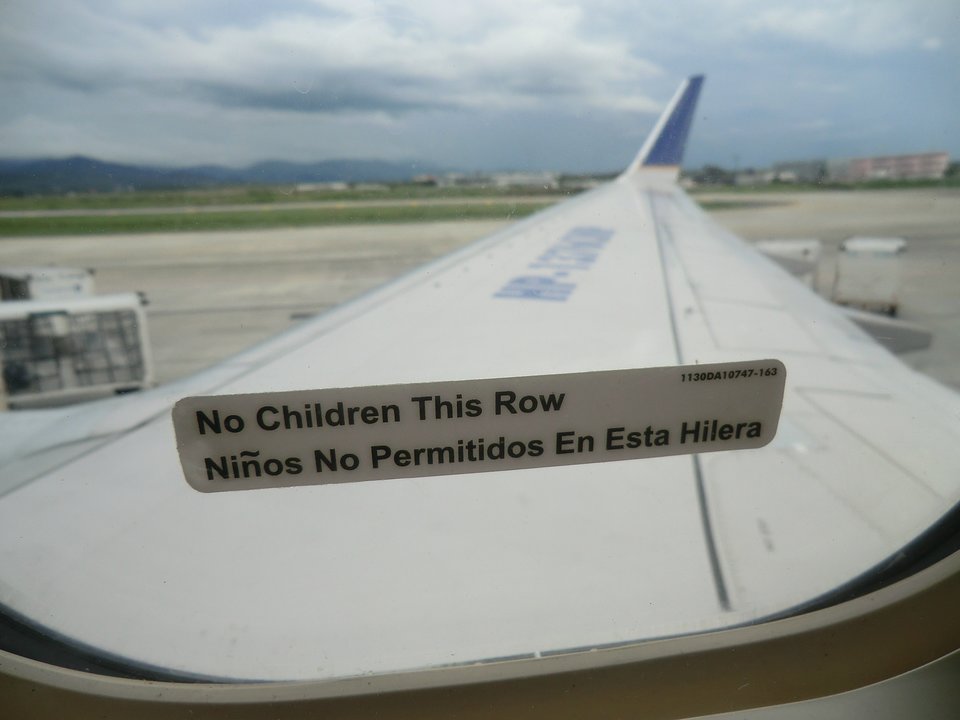 1130DA10747-163
No Children This Row
Niños No Permitidos En Esta Hilera